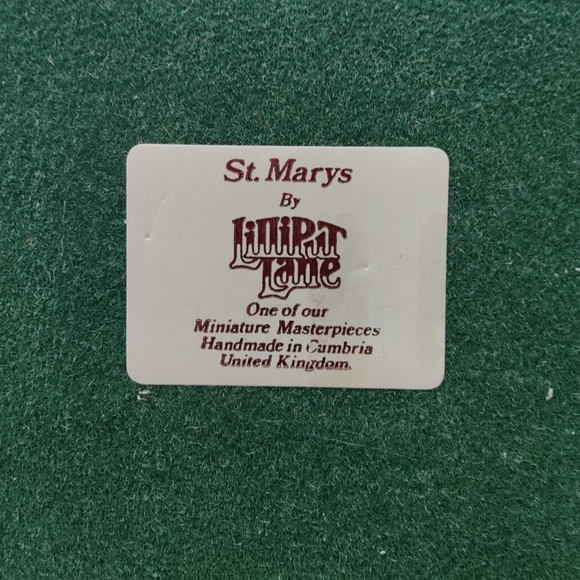 St. Marys
By
LilliPuT
Lane
One of our
Miniature Masterpieces
Handmade in Cumbria
United Kingdom.